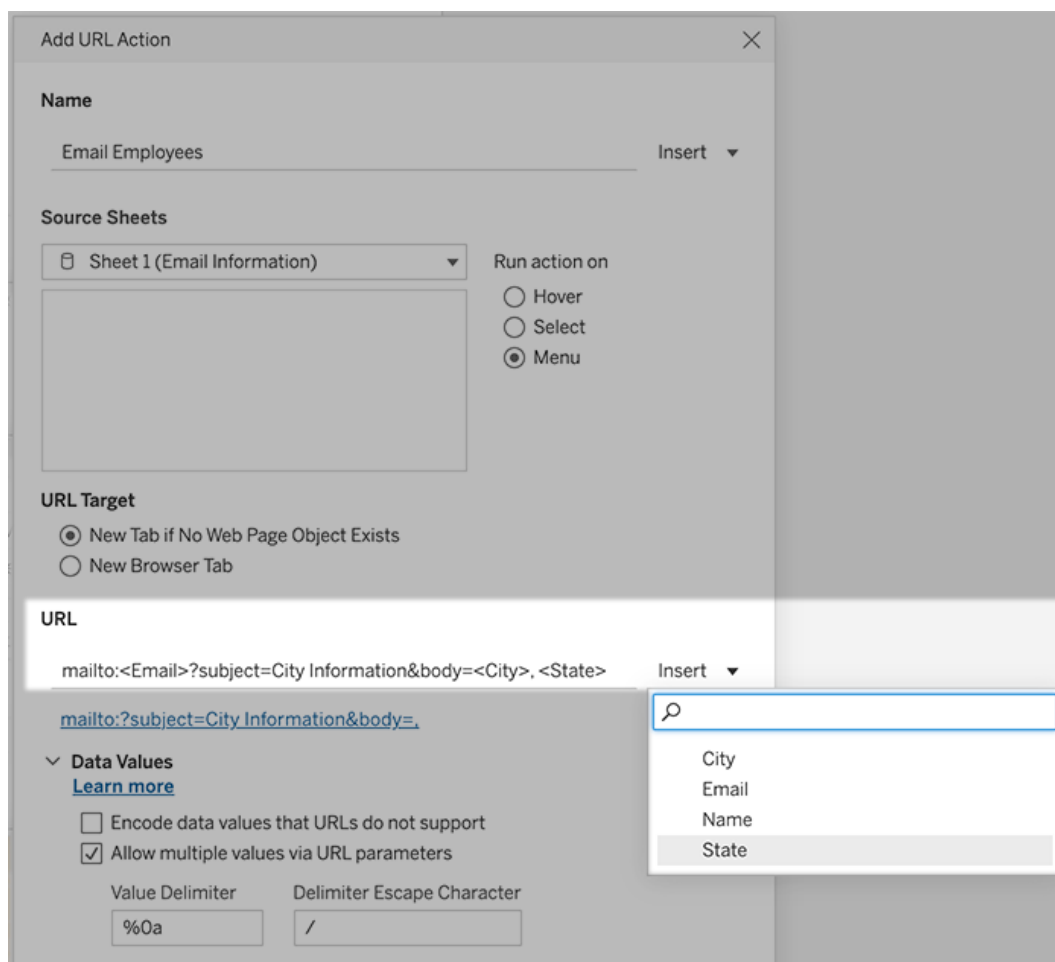 Add URL Action
Name
Email Employees Insert
Source Sheets
Sheet 1 (Email Information) Run action on
Hover
Select
Menu
URL Target
New Tab if No Web Page Object Exists
New Browser Tab
URL
mailto:<Email>?subject=City Information&body=<City>, <State> Insert
mailto:?subject=City Information&body=,
Data Values
Learn more
City
Email
Name
State
Encode data values that URLs do not support
Allow multiple values via URL parameters
Value Delimiter Delimiter Escape Character
%0a /